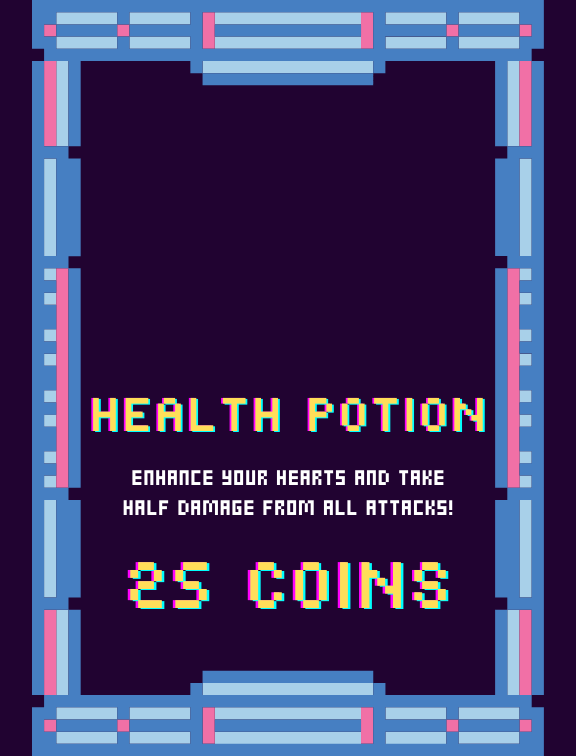 HEALTH POTION
ENHANCE YOUR HEARTS AND TAKE
HALF DAMAGE FROM ALL ATTACKS!
25 COINS